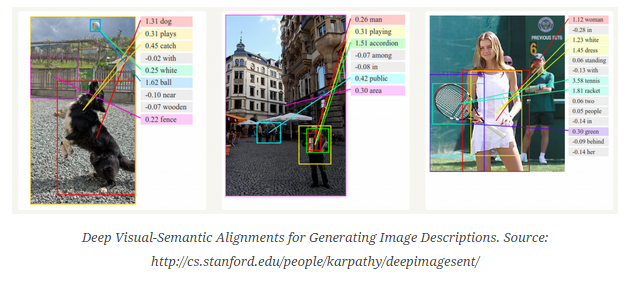 1.31 dog
0.31 plays
0.45 catch
-0.02 with
0.25 white
1.62 ball
-0.10 near
-0.07 wooden
0.22 fence
0.26 man
0.31 playing
1.51 accordion
-0.07 among
-0.08 in
0.42 public
0.30 area
PREVIOUS
6
1.12 woman
-0.28 in
1.23 white
1.45 dress
0.06 standing
-0.13 with
3.58 tennis
1.81 racket
0.06 two
0.05 people
-0.14 in
0.30 green
-0.09 behind
-0.14 her
Deep Visual-Semantic Alignments for Generating Image Descriptions. Source:
http://cs.stanford.edu/people/karpathy/deepimagesent/